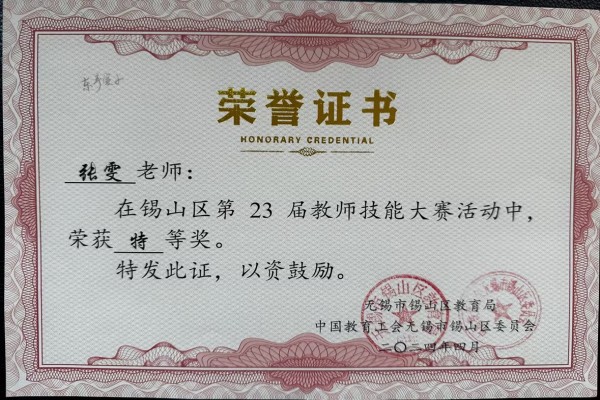 荣誉证书
HONORARY CREDENTIAL
张雯老师：
在锡山区第 23 届教师技能大赛活动中，
荣获 特 等奖。
特发此证，以资鼓励。
无锡市锡山区教育局
中国教育工会无锡市锡山区委员会
二〇二四年四月